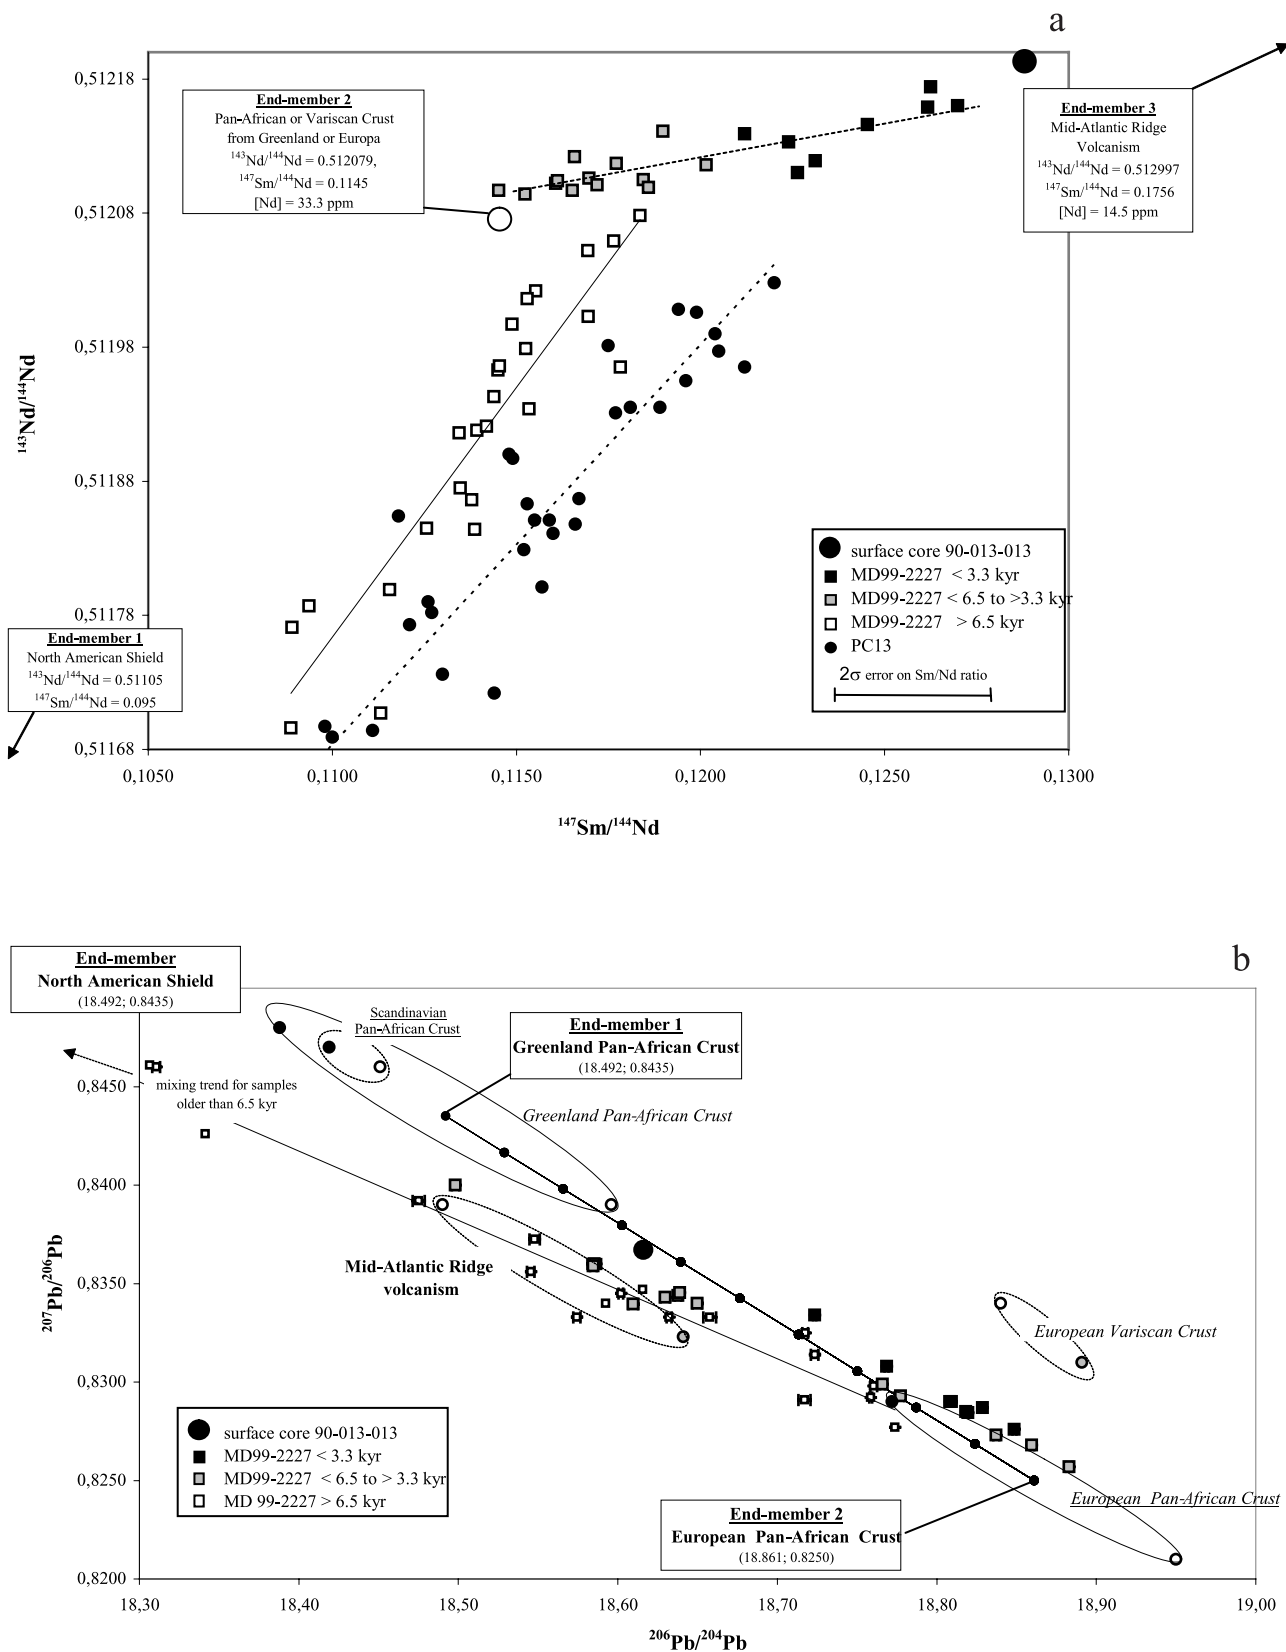 a
0,51218
0,51208
0,51198
0,51188
0,51178
0,51168
End-member 2
Pan-African or Variscan Crust
from Greenland or Europa
¹⁴³Nd/¹⁴⁴Nd = 0.512079,
¹⁴⁷Sm/¹⁴⁴Nd = 0.1145
[Nd] = 33.3 ppm
End-member 3
Mid-Atlantic Ridge
Volcanism
¹⁴³Nd/¹⁴⁴Nd = 0.512997
¹⁴⁷Sm/¹⁴⁴Nd = 0.1756
[Nd] = 14.5 ppm
¹⁴³Nd/¹⁴⁴Nd
surface core 90-013-013
MD99-2227 < 3.3 kyr
MD99-2227 < 6.5 to >3.3 kyr
MD99-2227 > 6.5 kyr
PC13
2σ error on Sm/Nd ratio
End-member 1
North American Shield
¹⁴³Nd/¹⁴⁴Nd = 0.51105
¹⁴⁷Sm/¹⁴⁴Nd = 0.095
0,1050 0,1100 0,1150 0,1200 0,1250 0,1300
¹⁴⁷Sm/¹⁴⁴Nd
b
End-member
North American Shield
(18.492; 0.8435)
Scandinavian
Pan-African Crust
End-member 1
Greenland Pan-African Crust
(18.492; 0.8435)
mixing trend for samples
older than 6.5 kyr
Greenland Pan-African Crust
0,8450
0,8400
0,8350
0,8300
0,8250
0,8200
²⁰⁷Pb/²⁰⁶Pb
Mid-Atlantic Ridge
volcanism
European Variscan Crust
surface core 90-013-013
MD99-2227 < 3.3 kyr
MD99-2227 < 6.5 to > 3.3 kyr
MD 99-2227 > 6.5 kyr
European Pan-African Crust
End-member 2
European Pan-African Crust
(18.861; 0.8250)
18,30 18,40 18,50 18,60 18,70 18,80 18,90 19,00
²⁰⁶Pb/²⁰⁴Pb